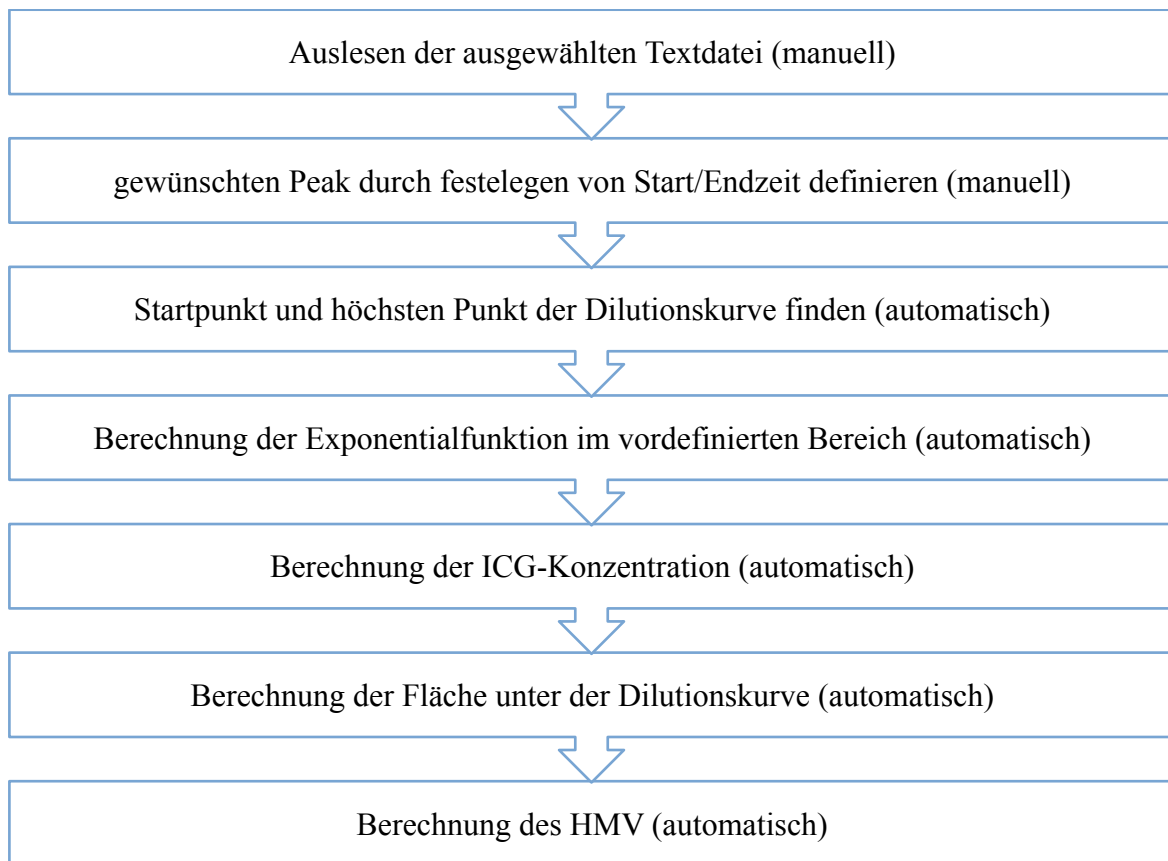 Auslesen der ausgewählten Textdatei (manuell)
gewünschten Peak durch festelegen von Start/Endzeit definieren (manuell)
Startpunkt und höchsten Punkt der Dilutionskurve finden (automatisch)
Berechnung der Exponentialfunktion im vordefinierten Bereich (automatisch)
Berechnung der ICG-Konzentration (automatisch)
Berechnung der Fläche unter der Dilutionskurve (automatisch)
Berechnung des HMV (automatisch)